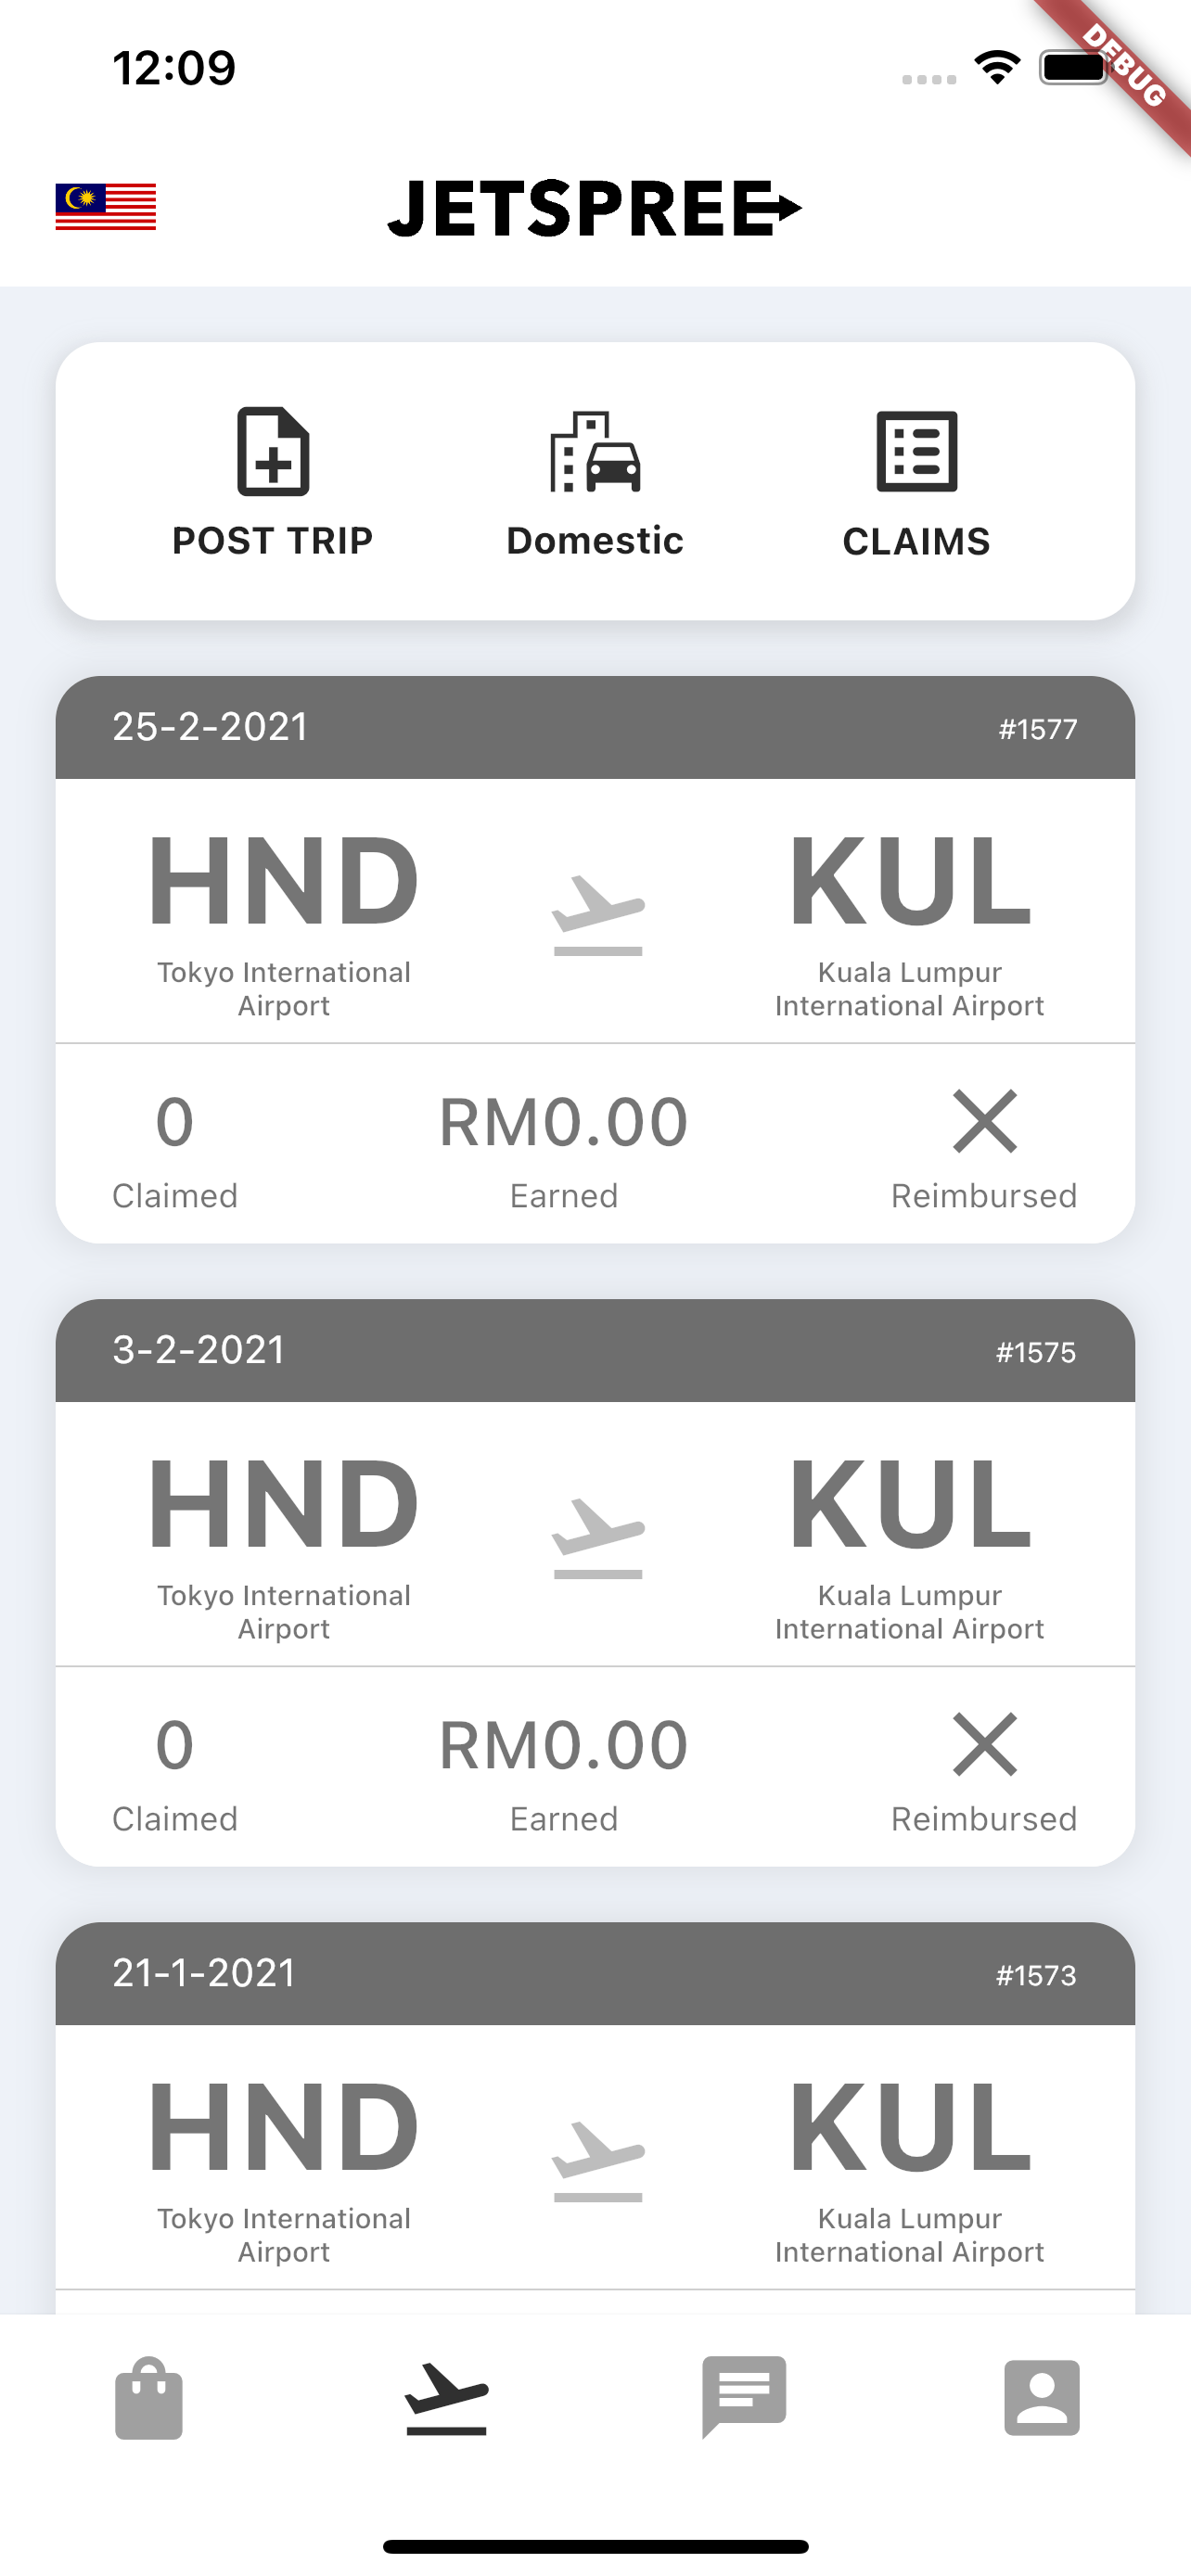 12:09
DEBUG
JETSPREE
POST TRIP
Domestic
CLAIMS
25-2-2021
#1577
HND
KUL
Tokyo International
Airport
Kuala Lumpur
International Airport
0
RM0.00
Claimed
Earned
Reimbursed
3-2-2021
#1575
HND
KUL
Tokyo International
Airport
Kuala Lumpur
International Airport
0
RM0.00
Claimed
Earned
Reimbursed
21-1-2021
#1573
HND
KUL
Tokyo International
Airport
Kuala Lumpur
International Airport